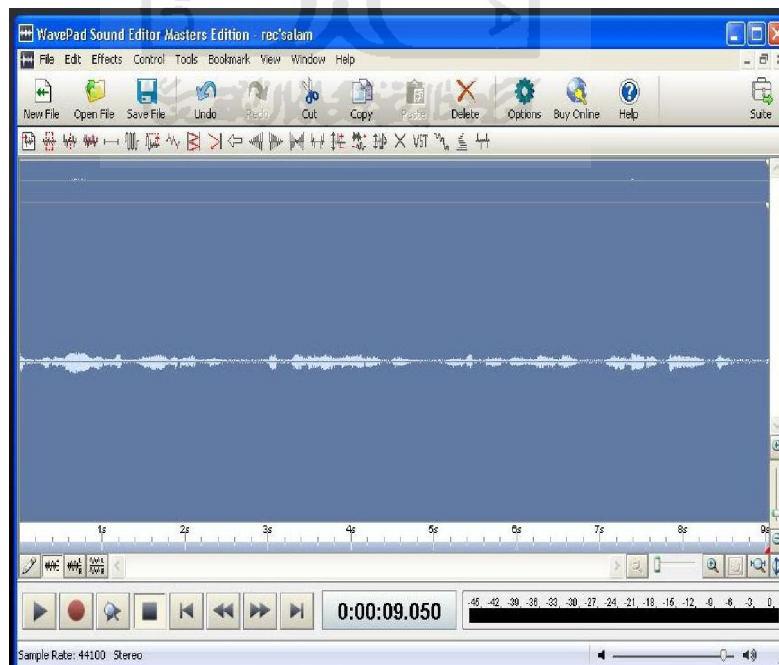 WavePad Sound Editor Masters Edition - rec'salam
File Edit Effects Control Tools Bookmark View Window Help
New File Open File Save File Undo Redo Cut Copy Paste Delete Options Buy Online Help Suite
VST
1s 2s 3s 4s 5s 6s 7s 8s 9s
0:00:09.050
-45 -42 -39 -36 -33 -30 -27 -24 -21 -18 -15 -12 -9 -6 -3 0
Sample Rate: 44100 Stereo